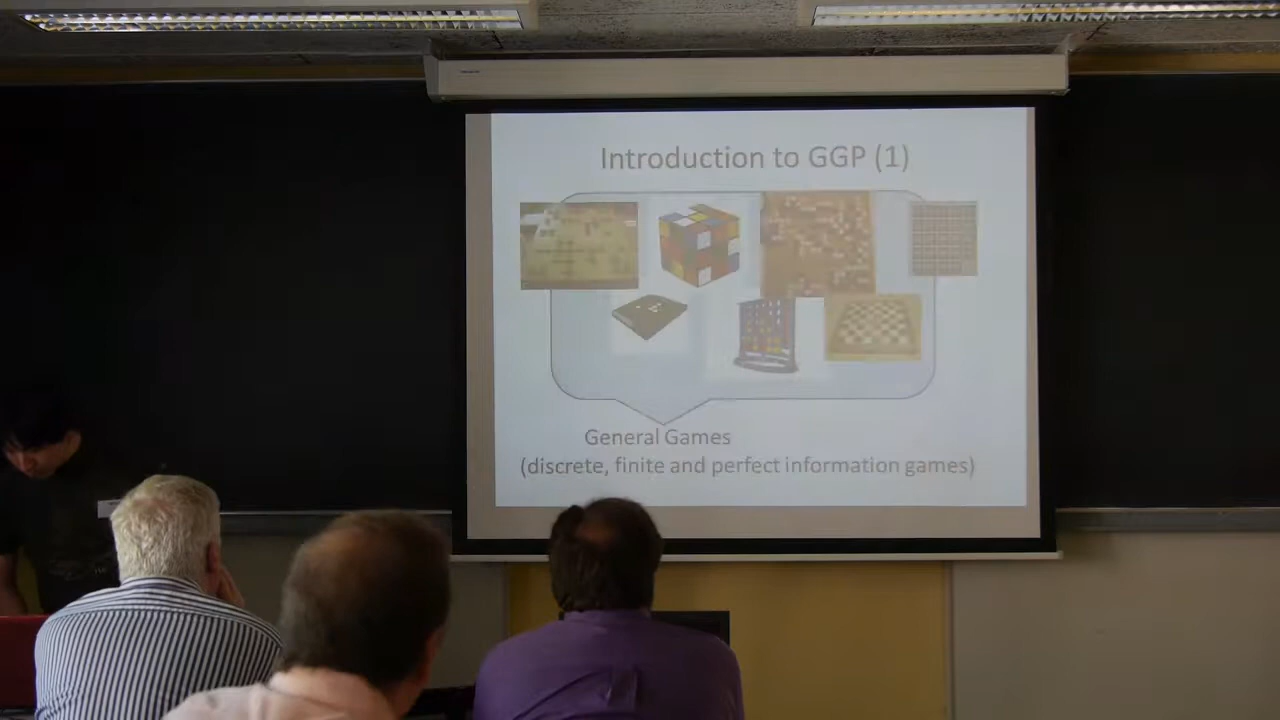 Introduction to GGP (1)
General Games
(discrete, finite and perfect information games)